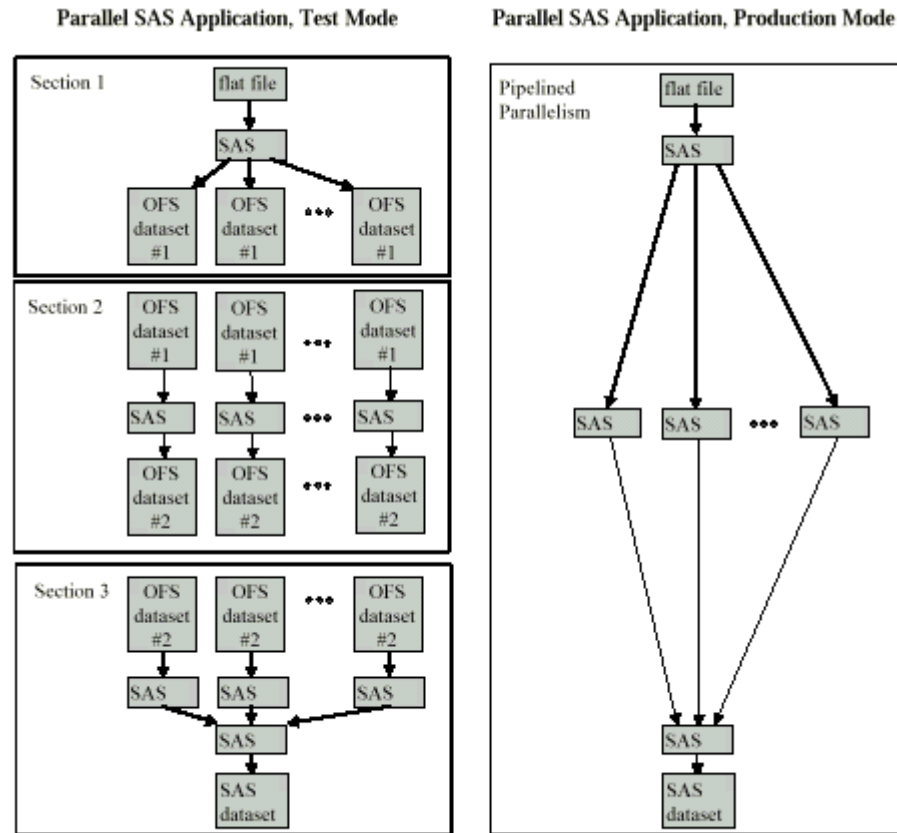 Parallel SAS Application, Test Mode
Parallel SAS Application, Production Mode
Section 1
flat file
SAS
OFS
dataset
#1
OFS
dataset
#1
OFS
dataset
#1
Section 2
OFS
dataset
#1
OFS
dataset
#1
OFS
dataset
#1
SAS
SAS
SAS
OFS
dataset
#2
OFS
dataset
#2
OFS
dataset
#2
Section 3
OFS
dataset
#2
OFS
dataset
#2
OFS
dataset
#2
SAS
SAS
SAS
SAS
SAS
dataset
Pipelined
Parallelism
flat file
SAS
SAS
SAS
SAS
SAS
SAS
dataset